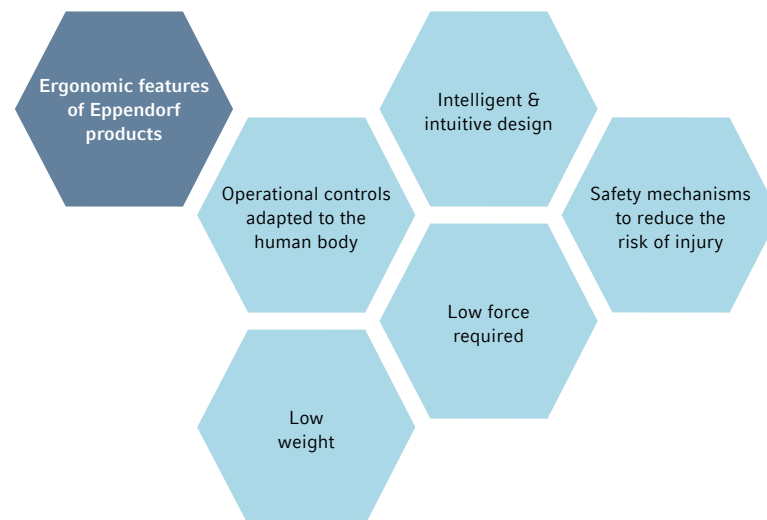 Ergonomic features
of Eppendorf
products
Intelligent &
intuitive design
Operational controls
adapted to the
human body
Safety mechanisms
to reduce the
risk of injury
Low force
required
Low
weight